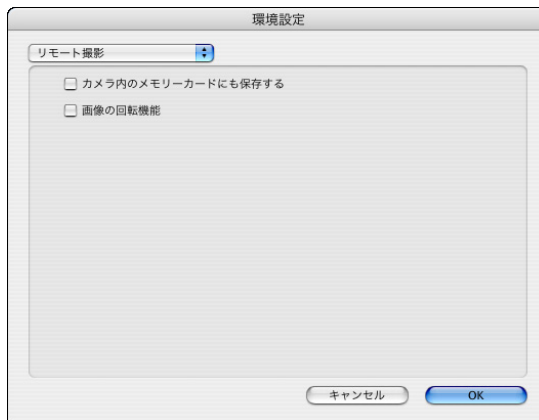 環境設定
リモート撮影
カメラ内のメモリーカードにも保存する
画像の回転機能
キャンセル
OK